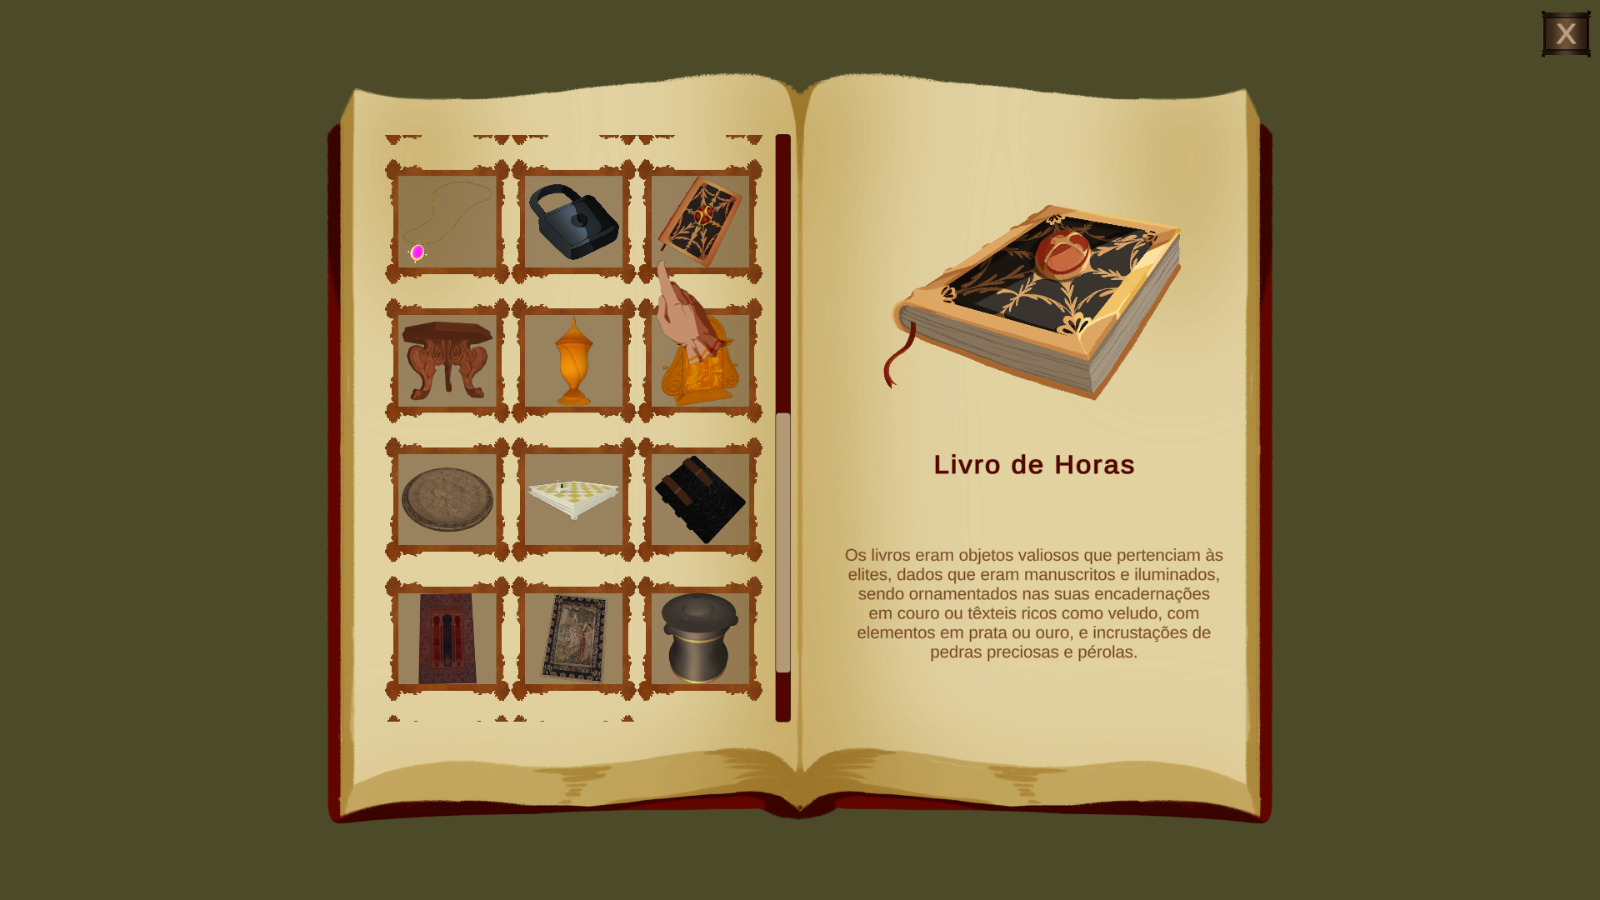 X
Livro de Horas
Os livros eram objetos valiosos que pertenciam às
elites, dados que eram manuscritos e iluminados,
sendo ornamentados nas suas encadernações
em couro ou têxteis ricos como veludo, com
elementos em prata ou ouro, e incrustações de
pedras preciosas e pérolas.